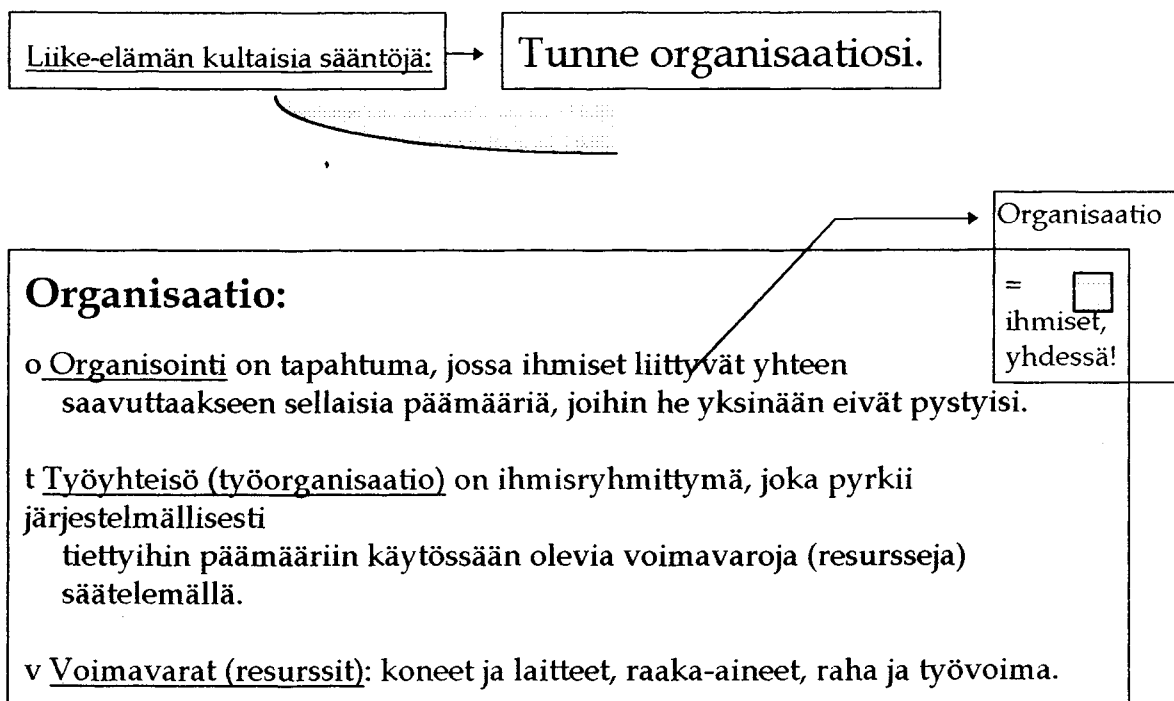 Liike-elämän kultaisia sääntöjä:
Tunne organisaatiosi.
Organisaatio
=
ihmiset,
yhdessä!
Organisaatio:
o Organisointi on tapahtuma, jossa ihmiset liittyvät yhteen
saavuttaakseen sellaisia päämääriä, joihin he yksinään eivät pystyisi.
t Työyhteisö (työorganisaatio) on ihmisryhmittymä, joka pyrkii
järjestelmällisesti
tiettyihin päämääriin käytössään olevia voimavaroja (resursseja)
säätelemällä.
v Voimavarat (resurssit): koneet ja laitteet, raaka-aineet, raha ja työvoima.